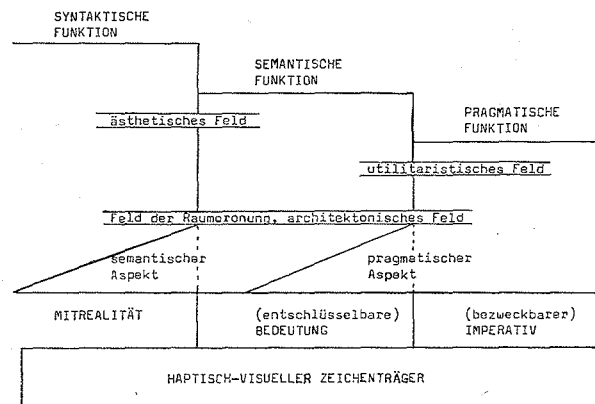 SYNTAKTISCHE
FUNKTION
SEMANTISCHE
FUNKTION
PRAGMATISCHE
FUNKTION
ästhetisches Feld
utilitaristisches Feld
Feld der Raumordnung, architektonisches Feld
semantischer
Aspekt
pragmatischer
Aspekt
MITREALITÄT
(entschlüsselbare)
BEDEUTUNG
(bezweckbarer)
IMPERATIV
HAPTISCH-VISUELLER ZEICHENTRÄGER